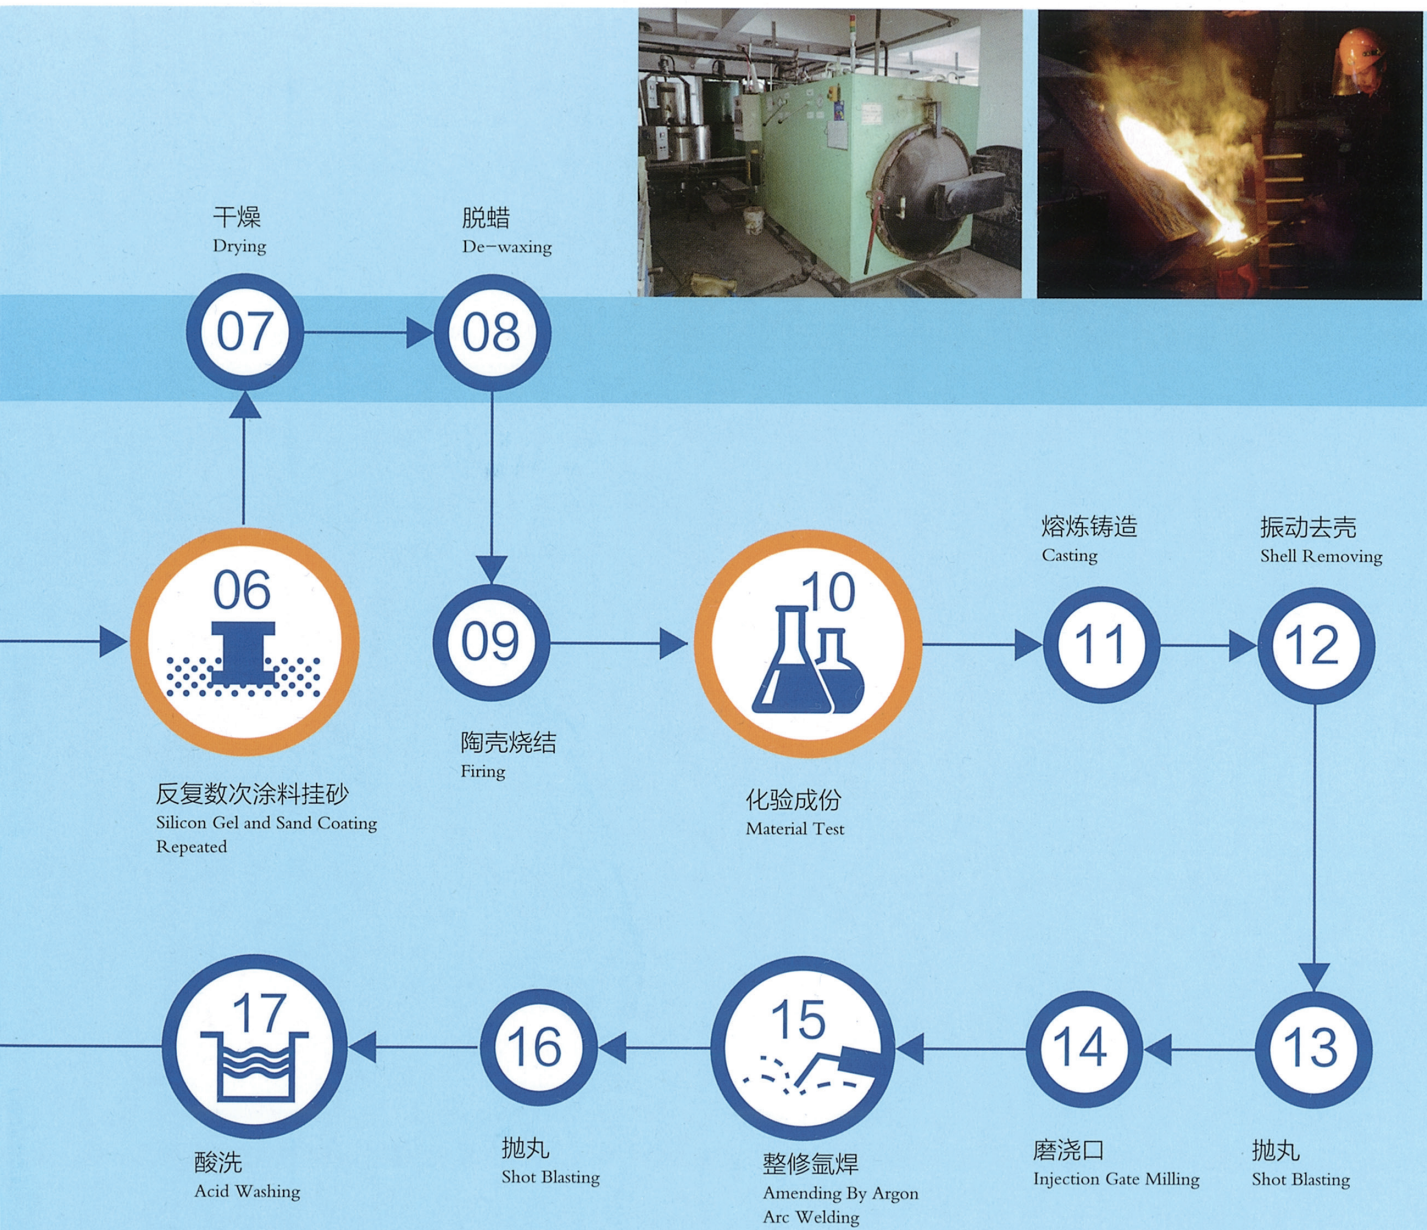 干燥
Drying
07
脱蜡
De-waxing
08
06
反复数次涂料挂砂
Silicon Gel and Sand Coating
Repeated
09
陶壳烧结
Firing
10
化验成份
Material Test
熔炼铸造
Casting
11
振动去壳
Shell Removing
12
13
抛丸
Shot Blasting
14
磨浇口
Injection Gate Milling
15
整修氩焊
Amending By Argon
Arc Welding
16
抛丸
Shot Blasting
17
酸洗
Acid Washing